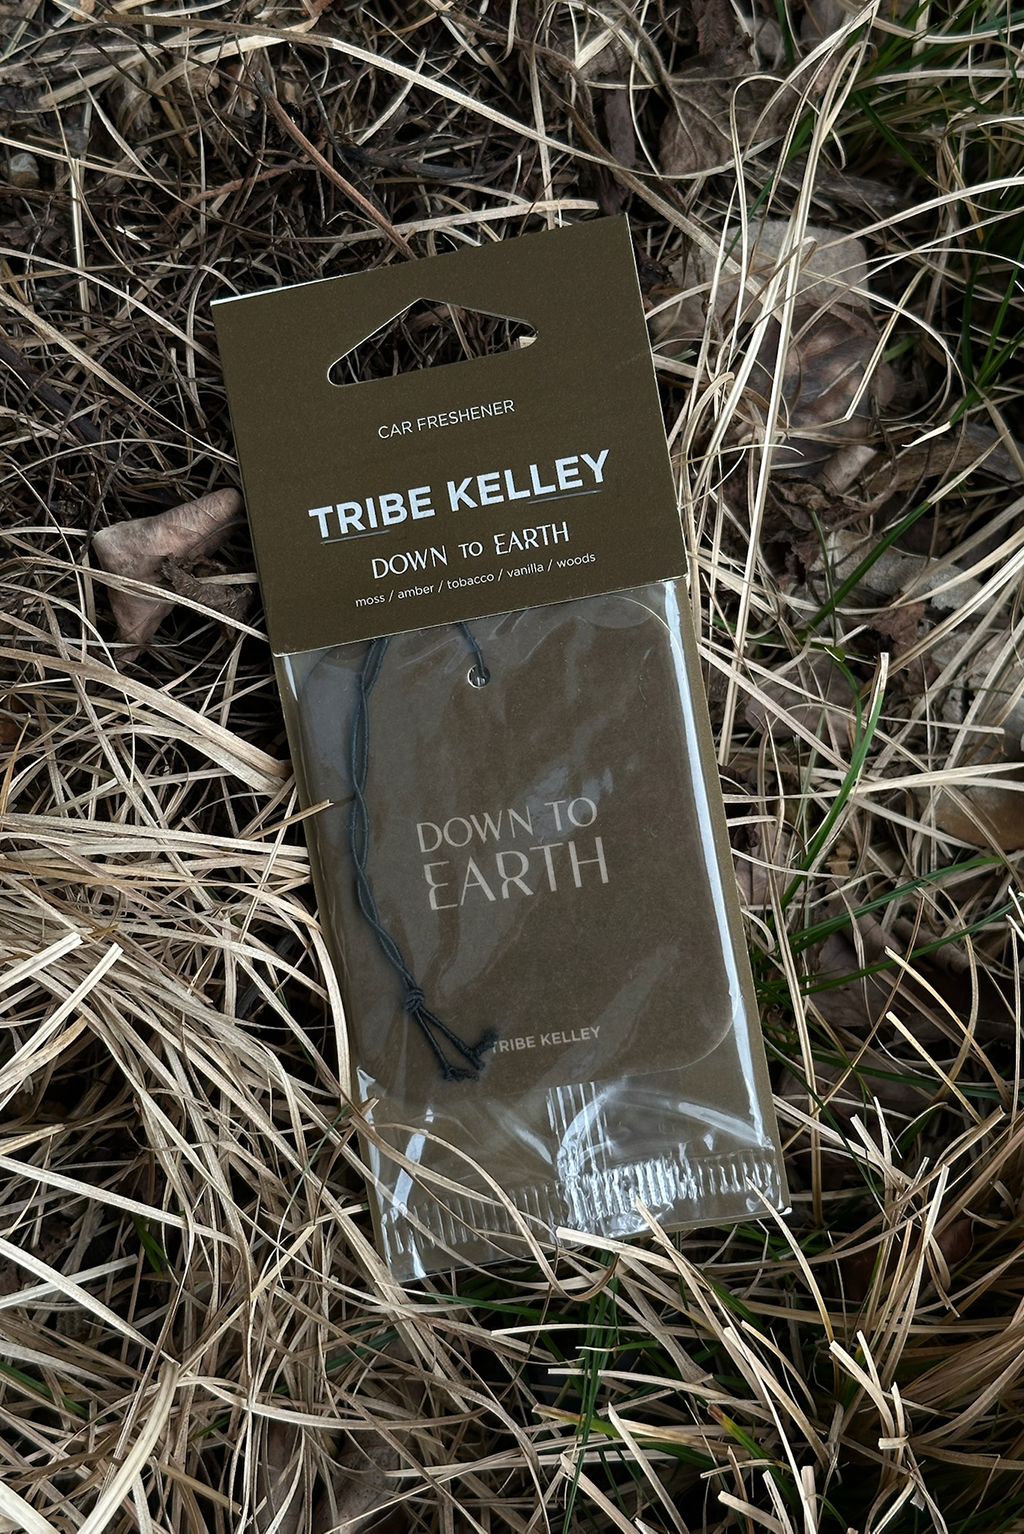 CAR FRESHENER
TRIBE KELLEY
DOWN TO EARTH
moss / amber / tobacco / vanilla / woods
DOWN TO
EARTH
TRIBE KELLEY